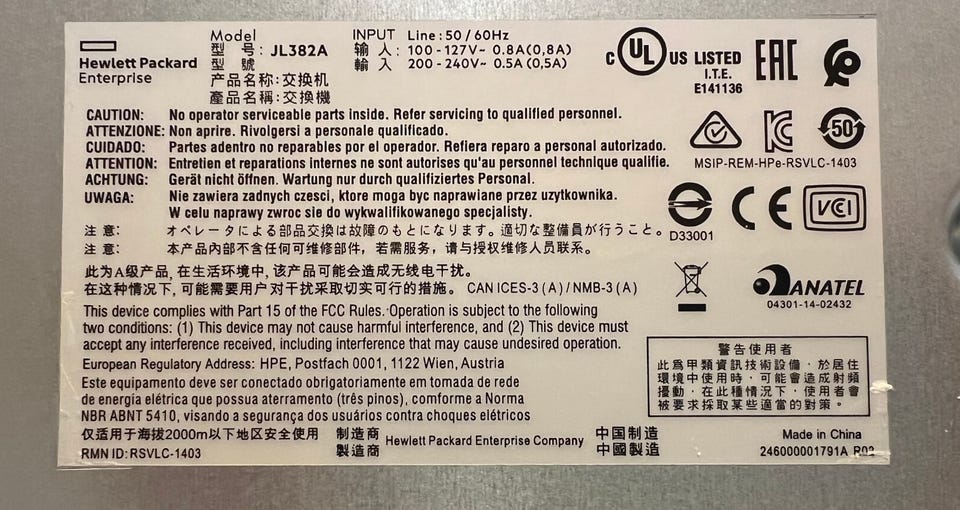 Hewlett Packard
Enterprise
Model
型 号: JL382A
型 號
产品名称:交换机
產品名稱:交換機
INPUT Line: 50 / 60Hz
输 入: 100-127V~ 0.8A(0,8A)
輸 入 200-240V~ 0.5A(0,5A)
C UL US LISTED
I.T.E.
E141136
EAC
CAUTION: No operator serviceable parts inside. Refer servicing to qualified personnel.
ATTENZIONE: Non aprire. Rivolgersi a personale qualificato.
CUIDADO: Partes adentro no reparables por el operador. Refiera reparo a personal autorizado.
ATTENTION: Entretien et reparations internes ne sont autorises qu'au personnel technique qualifie.
ACHTUNG: Gerät nicht öffnen. Wartung nur durch qualifiziertes Personal.
UWAGA: Nie zawiera zadnych czesci, ktore moga byc naprawiane przez uzytkownika.
W celu naprawy zwroc sie do wykwalifikowanego specjalisty.
注 意: オペレータによる部品交換は故障のもとになります。適切な整備員が行うこと。
注 意: 本产品内部不含任何可维修部件，若需服务，请与授权维修人员联系。
50
MSIP-REM-HPe-RSVLC-1403
D33001
CE
VCI
此为A级产品, 在生活环境中, 该产品可能会造成无线电干扰。
在这种情况下, 可能需要用户对干扰采取切实可行的措施。 CAN ICES-3 (A) / NMB-3 (A)
ANATEL
04301-14-02432
This device complies with Part 15 of the FCC Rules. Operation is subject to the following
two conditions: (1) This device may not cause harmful interference, and (2) This device must
accept any interference received, including interference that may cause undesired operation.
European Regulatory Address: HPE, Postfach 0001, 1122 Wien, Austria
Este equipamento deve ser conectado obrigatoriamente em tomada de rede
de energia elétrica que possua aterramento (três pinos), conforme a Norma
NBR ABNT 5410, visando a segurança dos usuários contra choques elétricos
警告使用者
此為甲類資訊技術設備，於居住
環境中使用時，可能會造成射頻
擾動，在此種情況下，使用者會
被要求採取某些適當的對策。
仅适用于海拔2000m以下地区安全使用
RMN ID: RSVLC-1403
制造商
製造商
Hewlett Packard Enterprise Company
中国制造
中國製造
Made in China
246000001791A R02